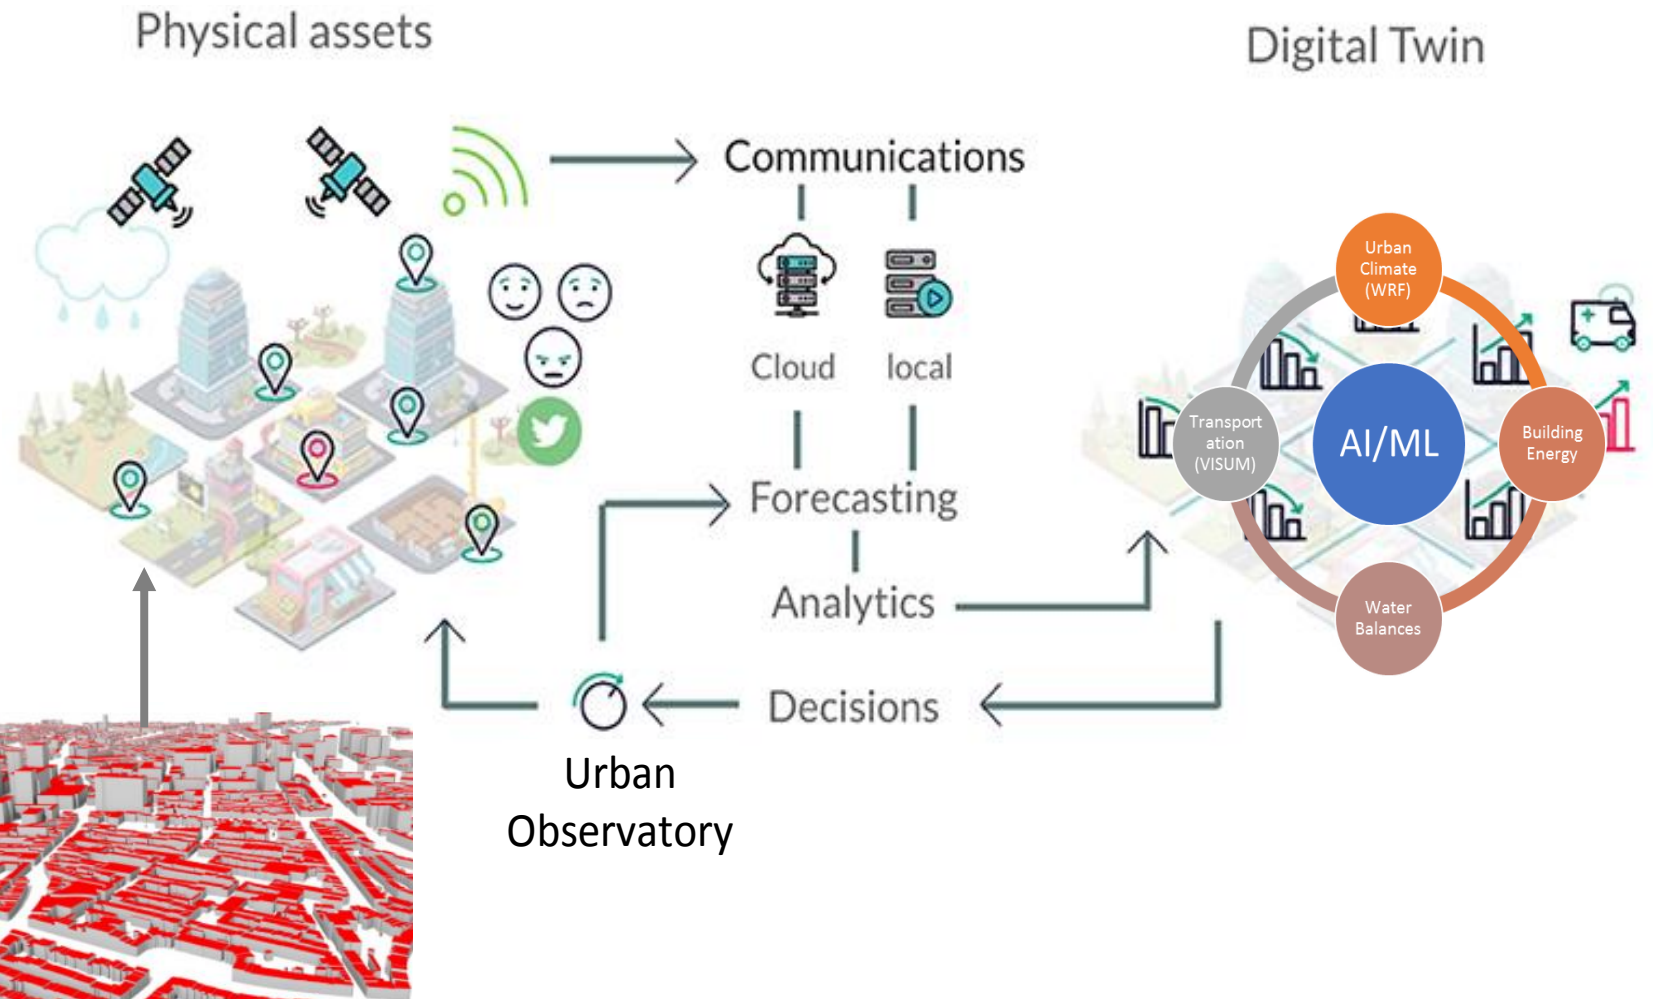 Physical assets
Digital Twin
Communications
Cloud
local
Forecasting
Analytics
Decisions
Urban
Observatory
Urban
Climate
(WRF)
Transport
ation
(VISUM)
AI/ML
Building
Energy
Water
Balances